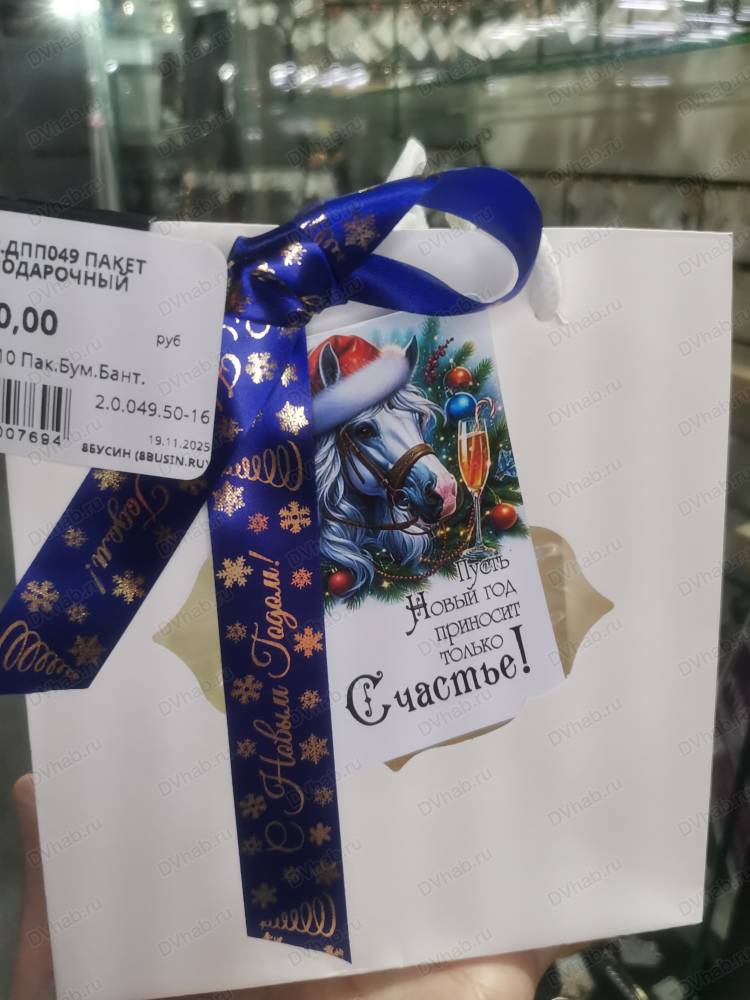 .ДПП049 ПАКЕТ
ПОДАРОЧНЫЙ
0,00
руб
10 Пак.Бум.Бант.
2.0.049.50-16
007694
19.11.2025
8БУСИН (8BUSIN.RU)
Пусть
Новый год
приносит
только
Счастье!
С Новым Годом!
Годом!
DVhab.ru